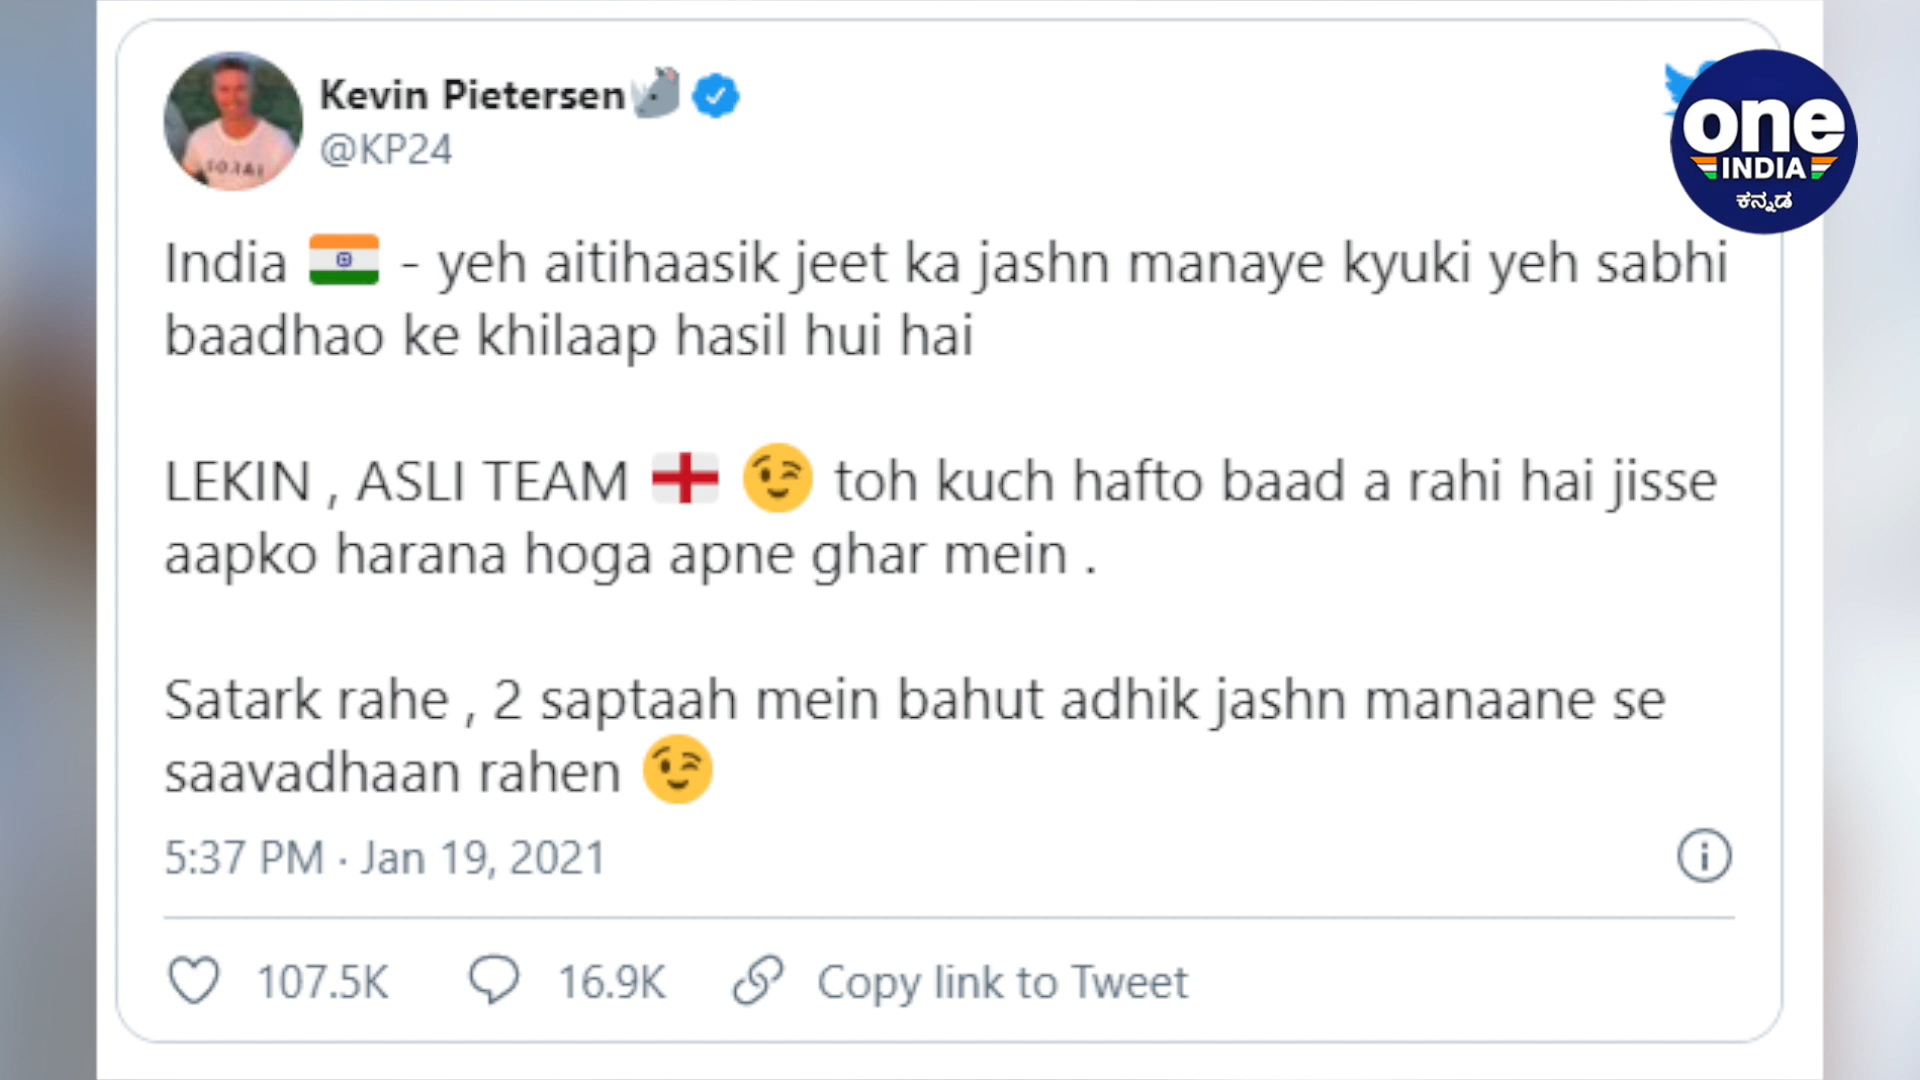 Kevin Pietersen🦏
@KP24
one
INDIA
ಕನ್ನಡ
India 🇮🇳 - yeh aitihaasik jeet ka jashn manaye kyuki yeh sabhi
baadhao ke khilaap hasil hui hai
LEKIN , ASLI TEAM 🏴󠁧󠁢󠁥󠁮󠁧󠁿 😉 toh kuch hafto baad a rahi hai jisse
aapko harana hoga apne ghar mein .
Satark rahe , 2 saptaah mein bahut adhik jashn manaane se
saavadhaan rahen 😉
5:37 PM · Jan 19, 2021
107.5K 16.9K Copy link to Tweet